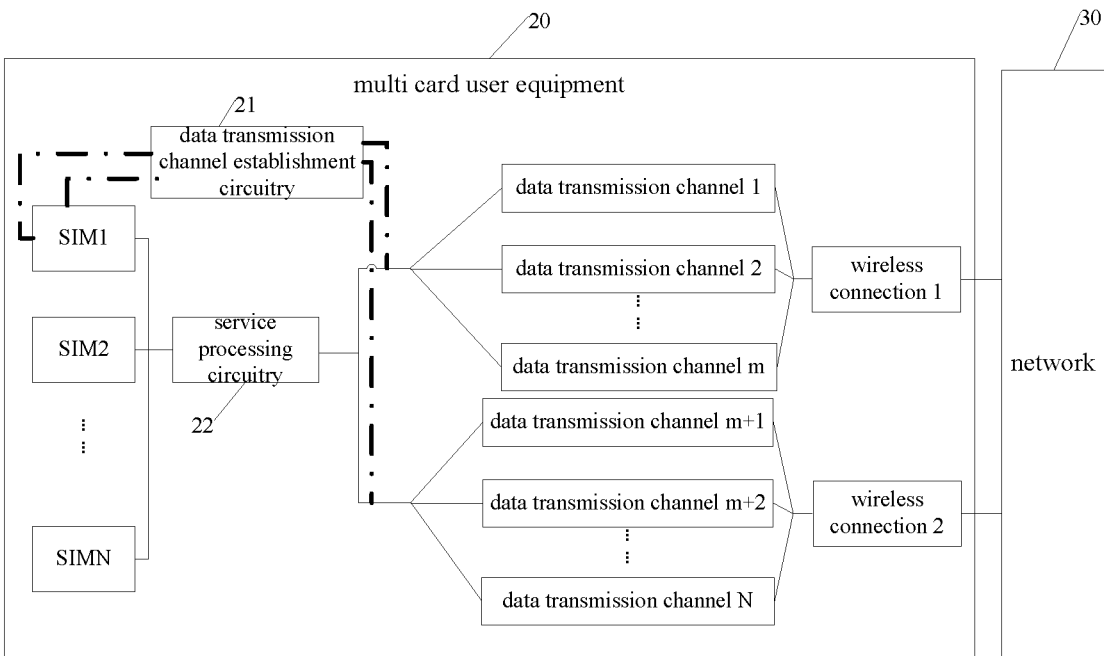 20
30
multi card user equipment
21
data transmission
channel establishment
circuitry
data transmission channel 1
SIM1
data transmission channel 2
wireless
connection 1
SIM2
service
processing
circuitry
data transmission channel m
network
22
data transmission channel m+1
data transmission channel m+2
wireless
connection 2
SIMN
data transmission channel N